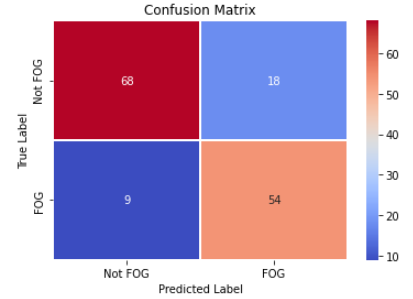 Confusion Matrix
Not FOG
68
18
FOG
9
54
True Label
Not FOG
FOG
Predicted Label
60
50
40
30
20
10